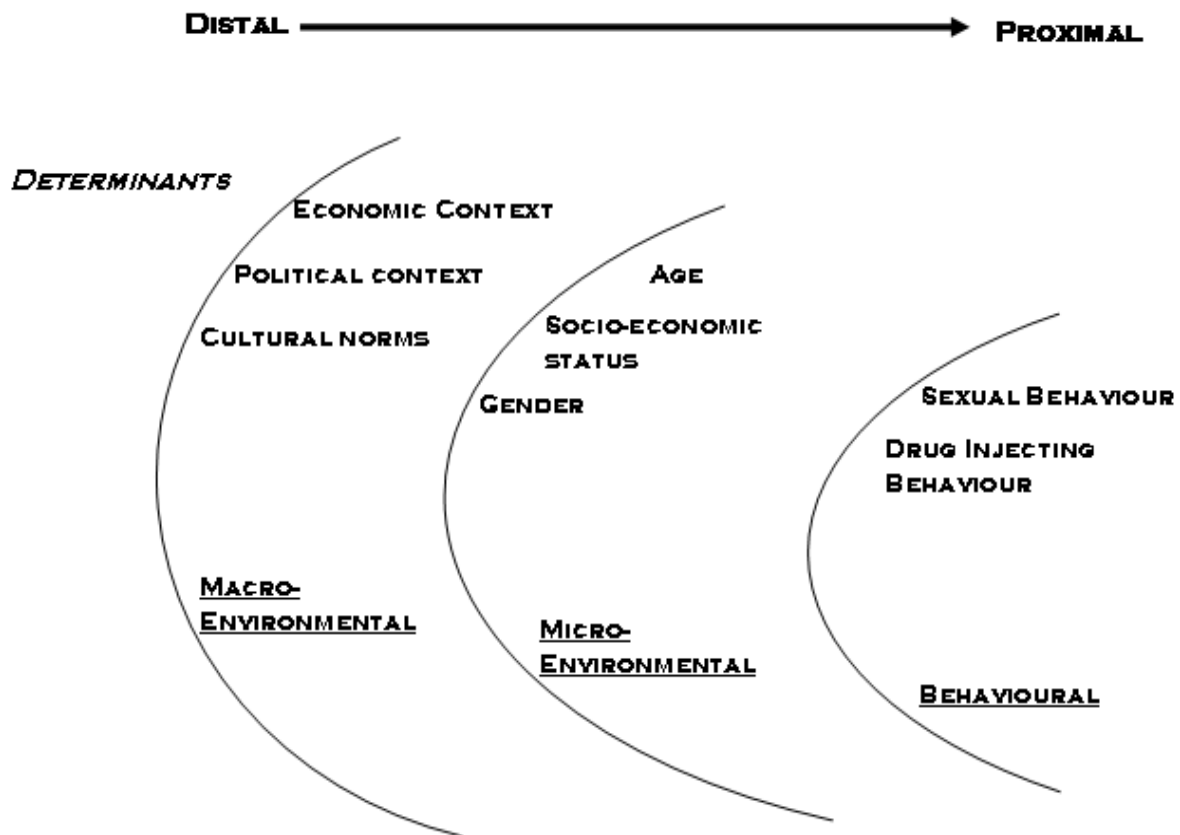 DISTAL
PROXIMAL
DETERMINANTS
ECONOMIC CONTEXT
POLITICAL CONTEXT
CULTURAL NORMS
MACRO-
ENVIRONMENTAL
AGE
SOCIO-ECONOMIC
STATUS
GENDER
MICRO-
ENVIRONMENTAL
SEXUAL BEHAVIOUR
DRUG INJECTING
BEHAVIOUR
BEHAVIOURAL